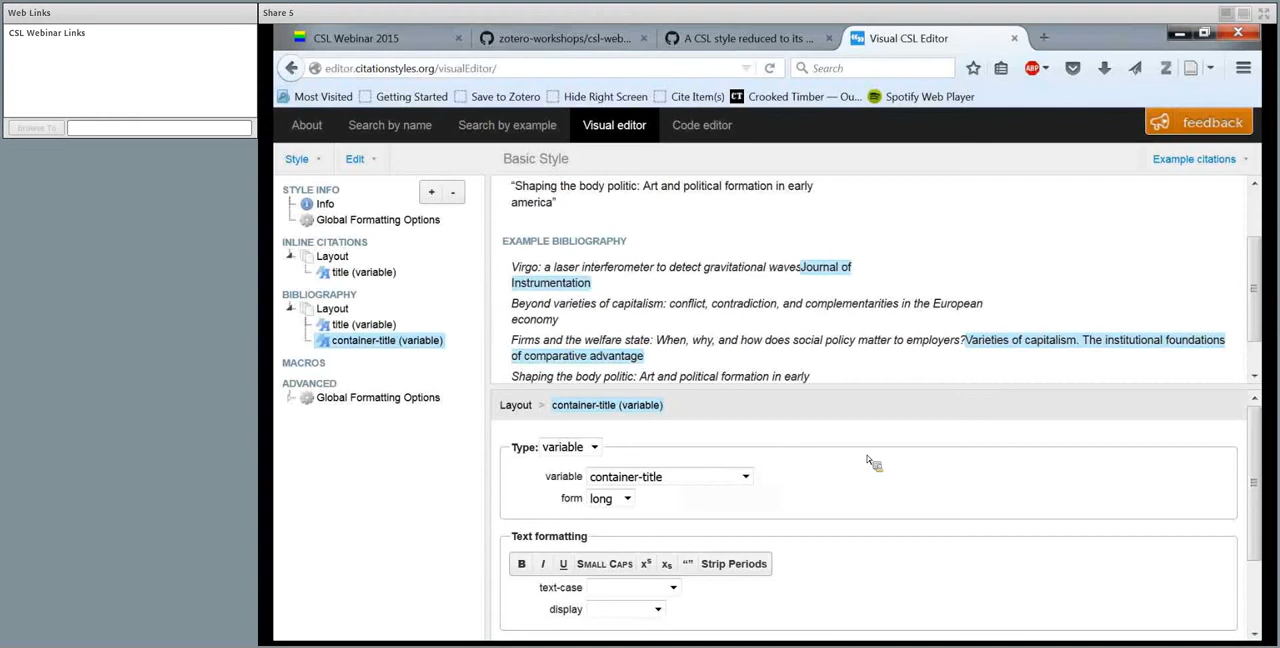 Web Links
CSL Webinar Links
Browse To
Share 5
CSL Webinar 2015
zotero-workshops/csl-web...
A CSL style reduced to its ...
Visual CSL Editor
editor.citationstyles.org/visualEditor/
Search
ABP
Z
Most Visited
Getting Started
Save to Zotero
Hide Right Screen
Cite Item(s)
CT Crooked Timber — Ou...
Spotify Web Player
About
Search by name
Search by example
Visual editor
Code editor
feedback
Style
Edit
Basic Style
Example citations
STYLE INFO
+ -
Info
Global Formatting Options
INLINE CITATIONS
Layout
title (variable)
BIBLIOGRAPHY
Layout
title (variable)
container-title (variable)
MACROS
ADVANCED
Global Formatting Options
“Shaping the body politic: Art and political formation in early
america”
EXAMPLE BIBLIOGRAPHY
Virgo: a laser interferometer to detect gravitational wavesJournal of
Instrumentation
Beyond varieties of capitalism: conflict, contradiction, and complementarities in the European
economy
Firms and the welfare state: When, why, and how does social policy matter to employers?Varieties of capitalism. The institutional foundations
of comparative advantage
Shaping the body politic: Art and political formation in early
Layout > container-title (variable)
Type: variable
variable container-title
form long
Text formatting
B I U SMALL CAPS xˢ xₛ “” Strip Periods
text-case
display